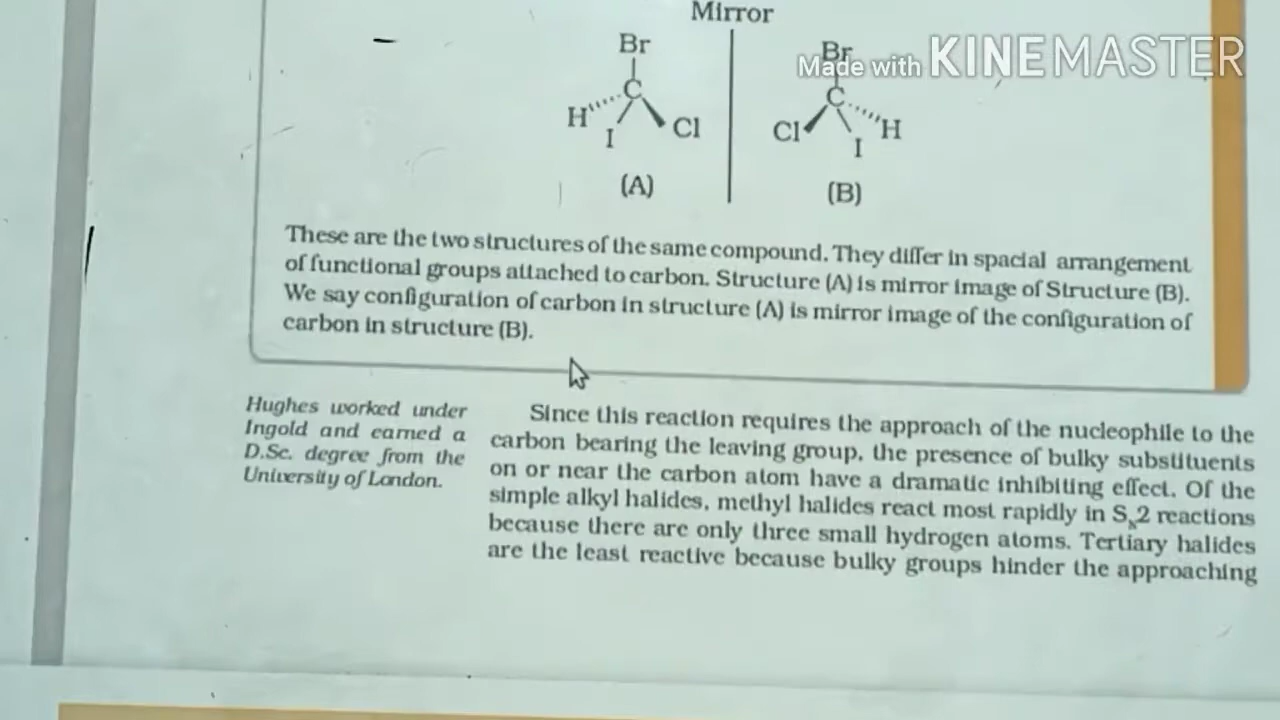 Mirror
Made with KINEMASTER
Br
Br
C
C
H
Cl
Cl
H
I
I
(A)
(B)
These are the two structures of the same compound. They differ in spacial arrangement
of functional groups attached to carbon. Structure (A) is mirror image of Structure (B).
We say configuration of carbon in structure (A) is mirror image of the configuration of
carbon in structure (B).
Hughes worked under
Ingold and earned a
D.Sc. degree from the
University of London.
Since this reaction requires the approach of the nucleophile to the
carbon bearing the leaving group, the presence of bulky substituents
on or near the carbon atom have a dramatic inhibiting effect. Of the
simple alkyl halides, methyl halides react most rapidly in SN2 reactions
because there are only three small hydrogen atoms. Tertiary halides
are the least reactive because bulky groups hinder the approaching